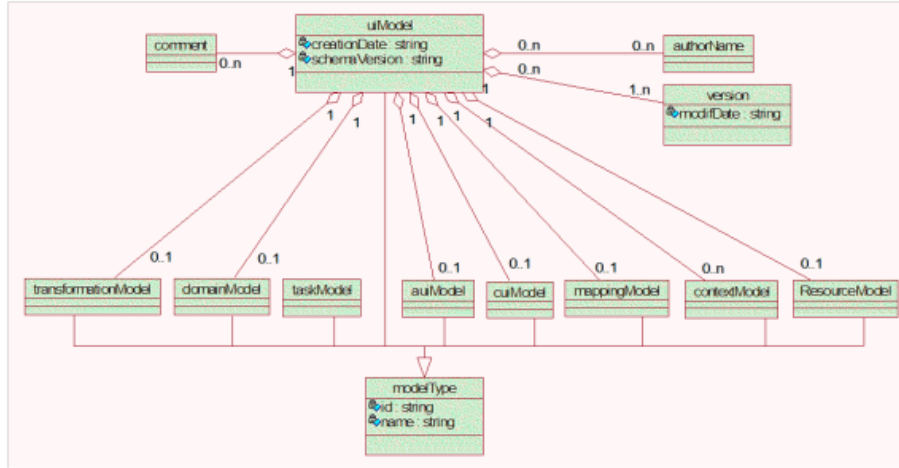 uiModel
creationDate : string
schemaVersion : string
comment
0..n
1
0..n
0..n
authorName
0..n
1..n
version
modifDate : string
1
1
1
1
1
1
1
0..1
0..1
0..1
0..1
0..1
0..n
0..1
transformationModel
domainModel
taskModel
auiModel
cuiModel
mappingModel
contextModel
ResourceModel
modelType
id : string
name : string